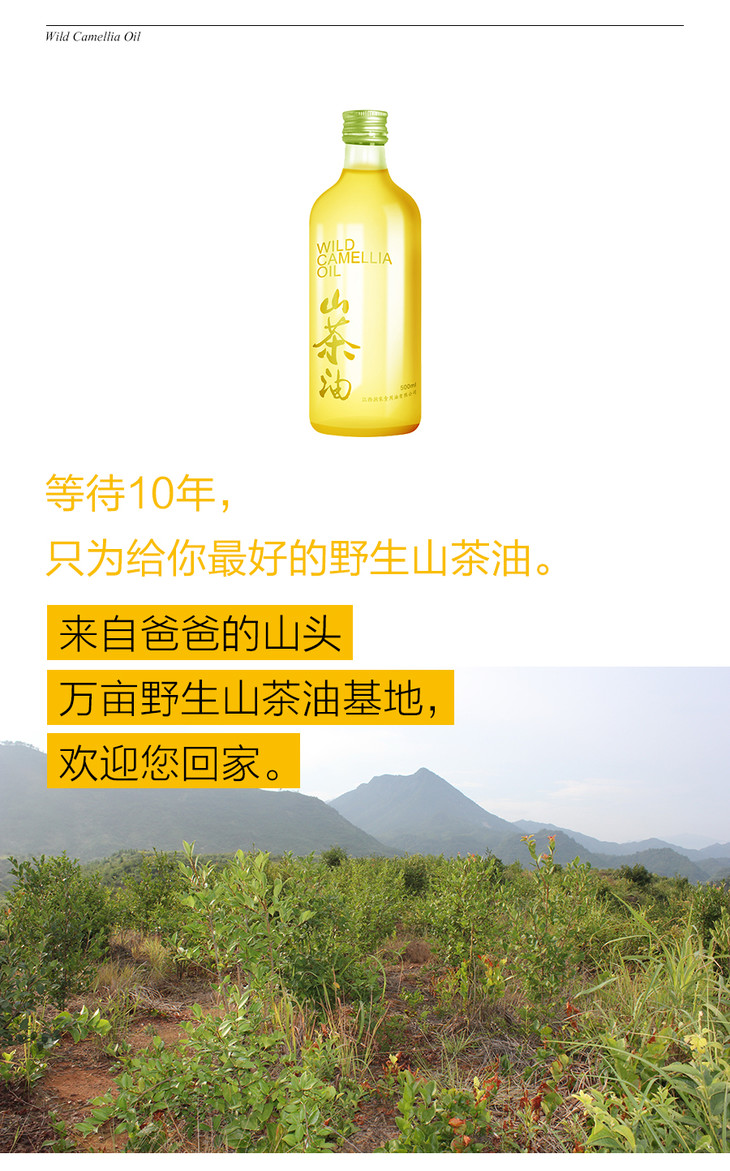 Wild Camellia Oil
WILD
CAMELLIA
OIL
山
茶
油
500ml
等待10年，
只为给你最好的野生山茶油。
来自爸爸的山头
万亩野生山茶油基地，
欢迎您回家。